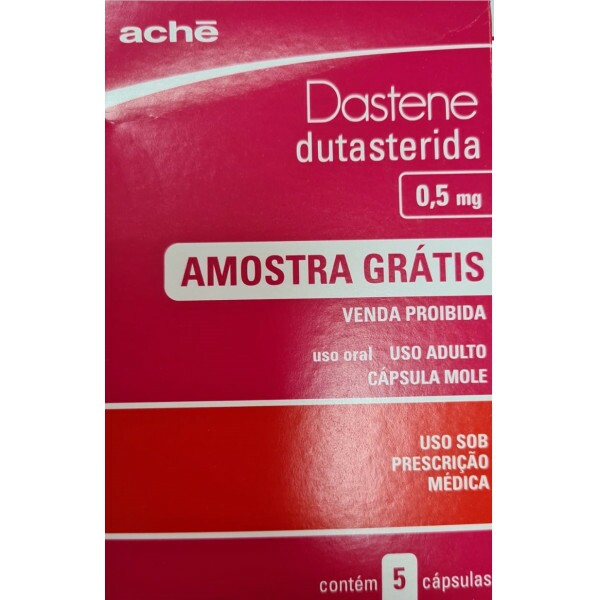 achē
Dastene
dutasterida
0,5 mg
AMOSTRA GRÁTIS
VENDA PROIBIDA
uso oral USO ADULTO
CÁPSULA MOLE
USO SOB
PRESCRIÇÃO
MÉDICA
contém 5 cápsulas